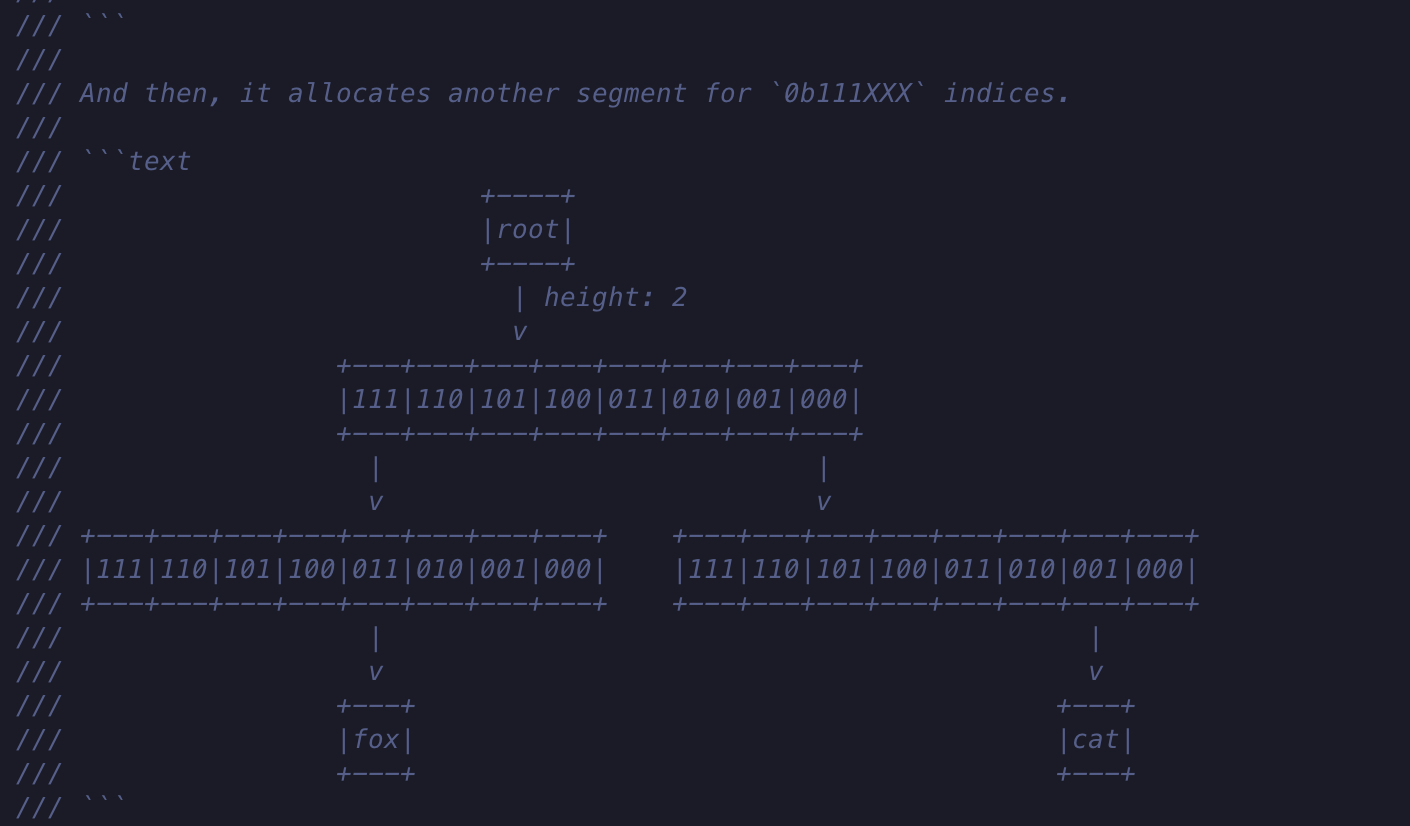 /// ```
///
/// And then, it allocates another segment for `0b111XXX` indices.
///
/// ```text
///                          +----+
///                          |root|
///                          +----+
///                            | height: 2
///                            v
///                 +---+---+---+---+---+---+---+---+
///                 |111|110|101|100|011|010|001|000|
///                 +---+---+---+---+---+---+---+---+
///                   |                           |
///                   v                           v
/// +---+---+---+---+---+---+---+---+    +---+---+---+---+---+---+---+---+
/// |111|110|101|100|011|010|001|000|    |111|110|101|100|011|010|001|000|
/// +---+---+---+---+---+---+---+---+    +---+---+---+---+---+---+---+---+
///                   |                                            |
///                   v                                            v
///                 +---+                                        +---+
///                 |fox|                                        |cat|
///                 +---+                                        +---+
/// ```